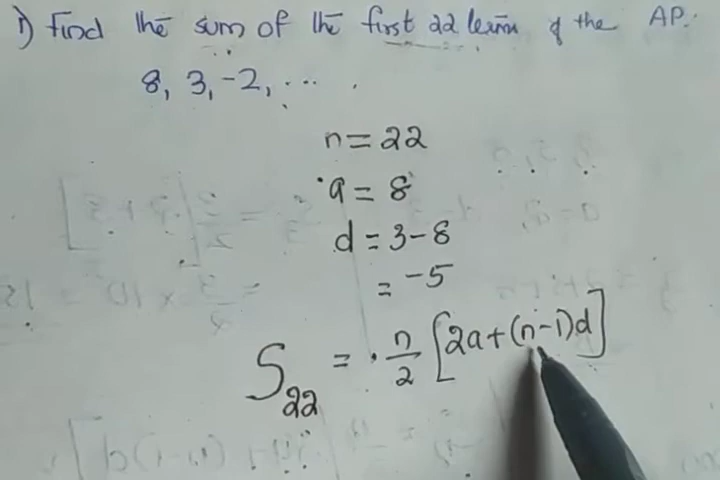 1) Find the sum of the first 22 term of the AP.
8, 3, -2, ... .
n = 22
a = 8
d = 3-8
= -5
S₂₂ = n/2 [2a+(n-1)d]